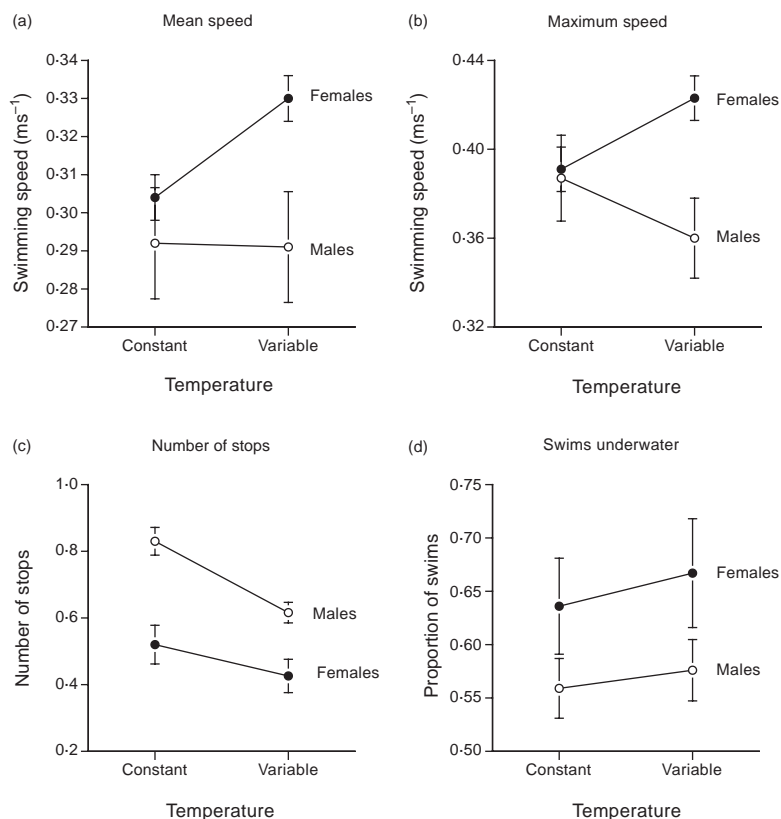 (a) Mean speed
0·34
0·33
0·32
0·31
0·30
0·29
0·28
0·27
Swimming speed (ms⁻¹)
Females
Males
Constant Variable
Temperature
(b) Maximum speed
0·44
0·40
0·36
0·32
Swimming speed (ms⁻¹)
Females
Males
Constant Variable
Temperature
(c) Number of stops
1·0
0·8
0·6
0·4
0·2
Number of stops
Males
Females
Constant Variable
Temperature
(d) Swims underwater
0·75
0·70
0·65
0·60
0·55
0·50
Proportion of swims
Females
Males
Constant Variable
Temperature